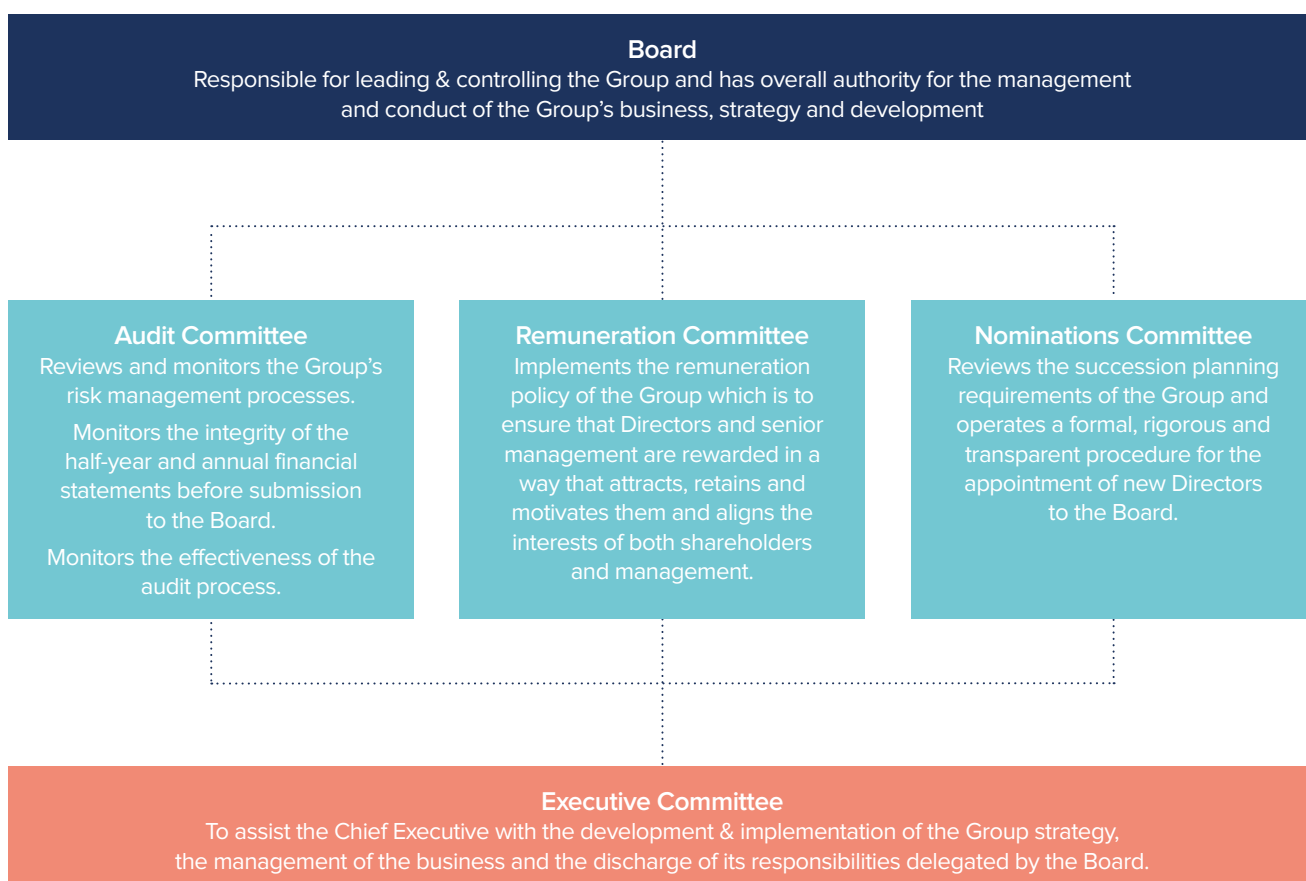 Board
Responsible for leading & controlling the Group and has overall authority for the management
and conduct of the Group’s business, strategy and development
Audit Committee
Reviews and monitors the Group’s
risk management processes.
Monitors the integrity of the
half-year and annual financial
statements before submission
to the Board.
Monitors the effectiveness of the
audit process.
Remuneration Committee
Implements the remuneration
policy of the Group which is to
ensure that Directors and senior
management are rewarded in a
way that attracts, retains and
motivates them and aligns the
interests of both shareholders
and management.
Nominations Committee
Reviews the succession planning
requirements of the Group and
operates a formal, rigorous and
transparent procedure for the
appointment of new Directors
to the Board.
Executive Committee
To assist the Chief Executive with the development & implementation of the Group strategy,
the management of the business and the discharge of its responsibilities delegated by the Board.